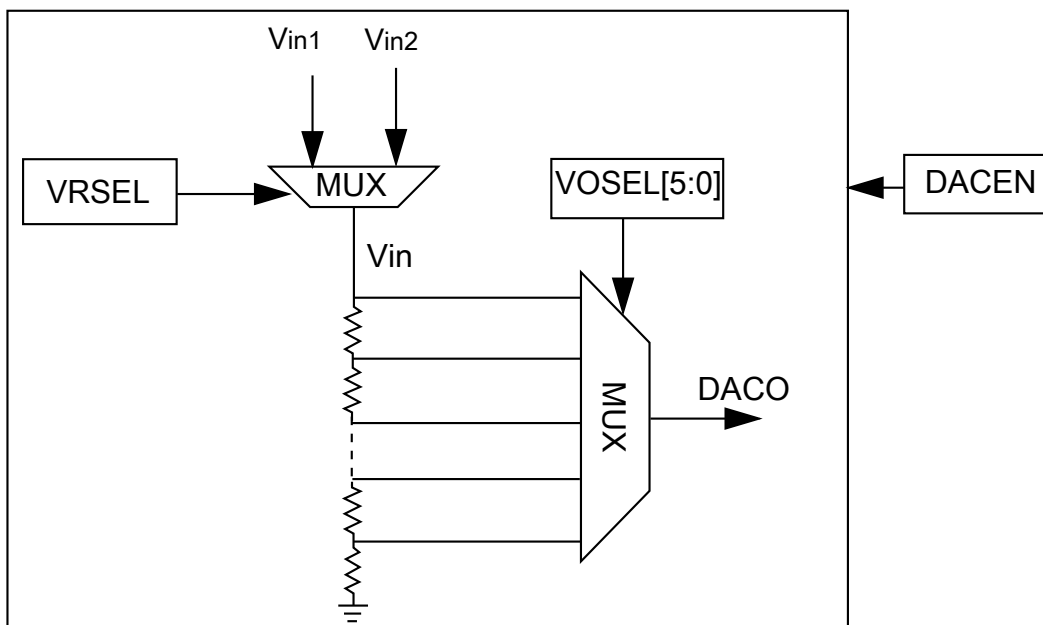 Vin1
Vin2
MUX
VRSEL
VOSEL[5:0]
DACEN
Vin
MUX
DACO